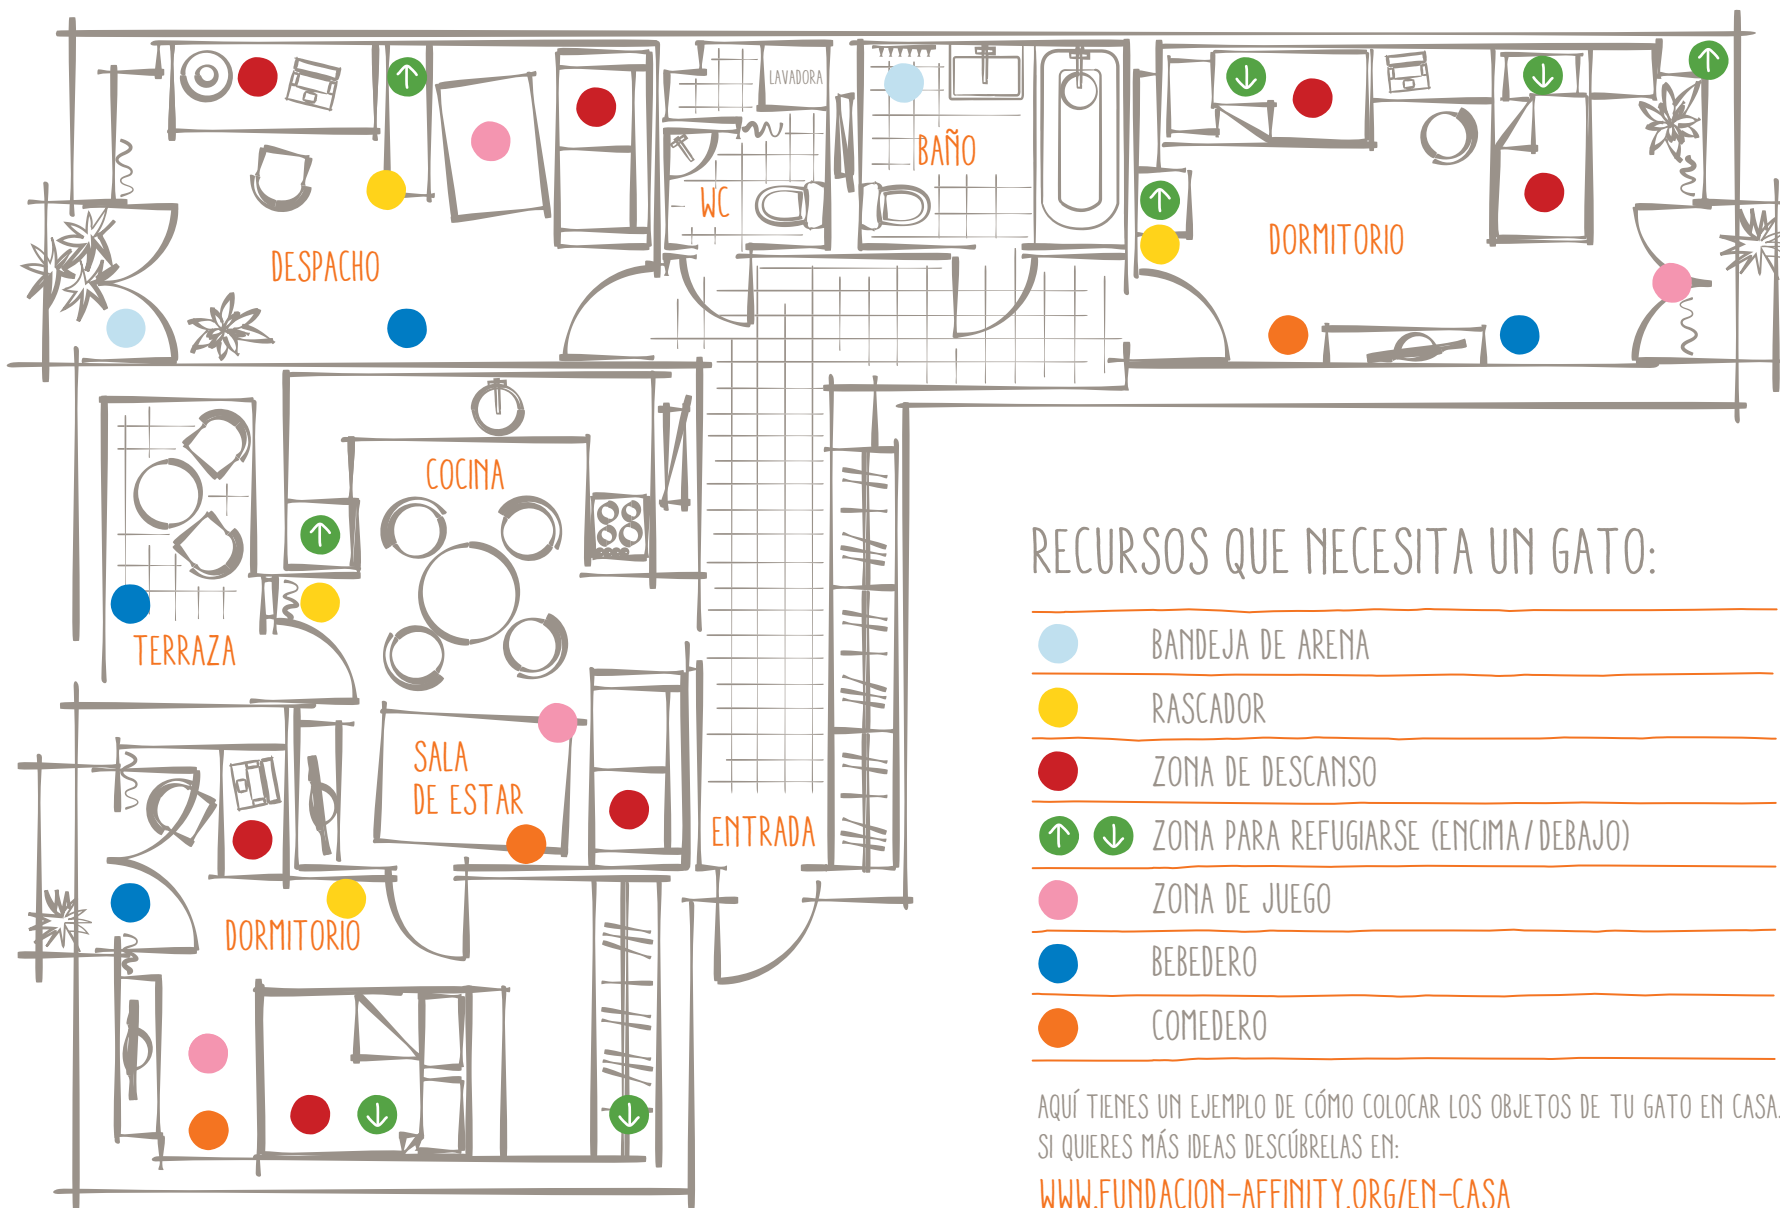 LAVADORA
BAÑO
WC
DESPACHO
DORMITORIO
COCINA
TERRAZA
SALA
DE ESTAR
ENTRADA
DORMITORIO
RECURSOS QUE NECESITA UN GATO:
BANDEJA DE ARENA
RASCADOR
ZONA DE DESCANSO
ZONA PARA REFUGIARSE (ENCIMA/DEBAJO)
ZONA DE JUEGO
BEBEDERO
COMEDERO
AQUÍ TIENES UN EJEMPLO DE CÓMO COLOCAR LOS OBJETOS DE TU GATO EN CASA.
SI QUIERES MÁS IDEAS DESCÚBRELAS EN:
WWW.FUNDACION-AFFINITY.ORG/EN-CASA